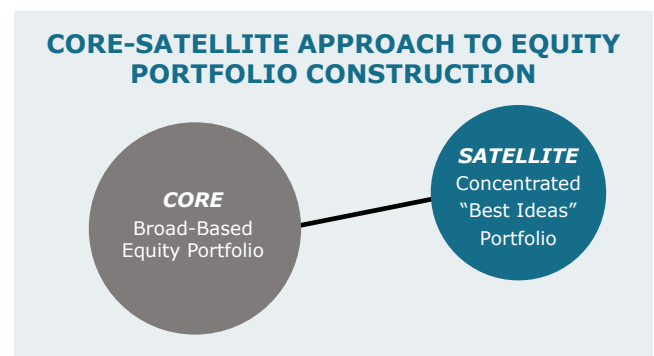 CORE-SATELLITE APPROACH TO EQUITY
PORTFOLIO CONSTRUCTION
CORE
Broad-Based
Equity Portfolio
SATELLITE
Concentrated
“Best Ideas”
Portfolio